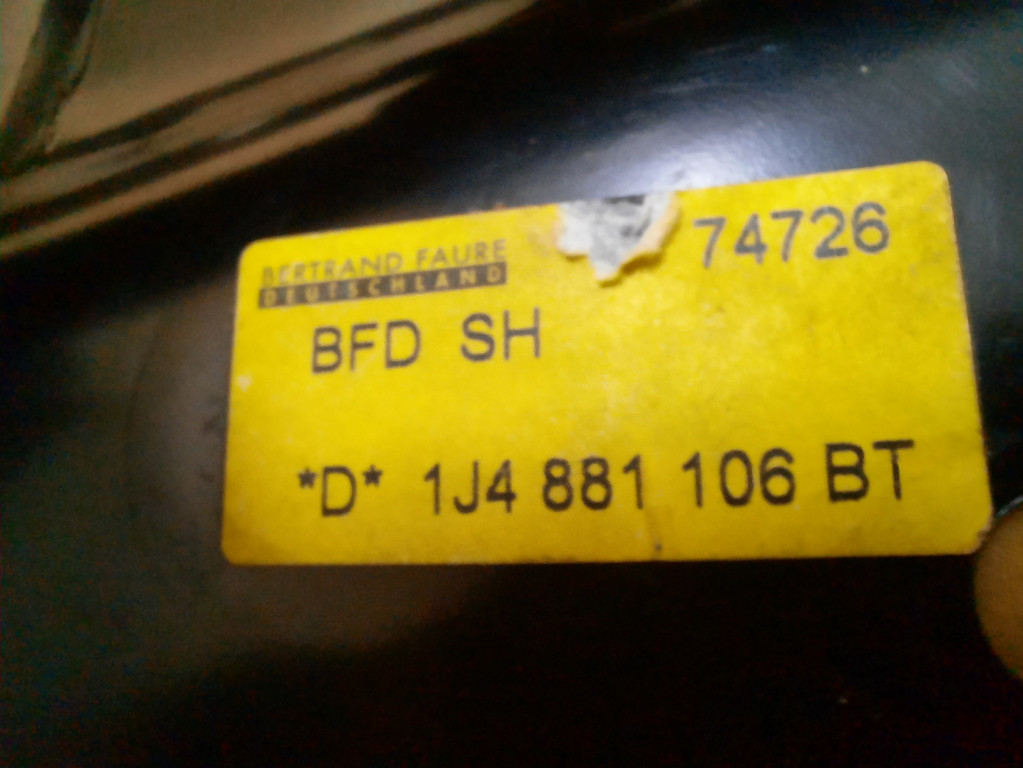 BERTRAND FAURE
DEUTSCHLAND
74726
BFD SH
*D* 1J4 881 106 BT